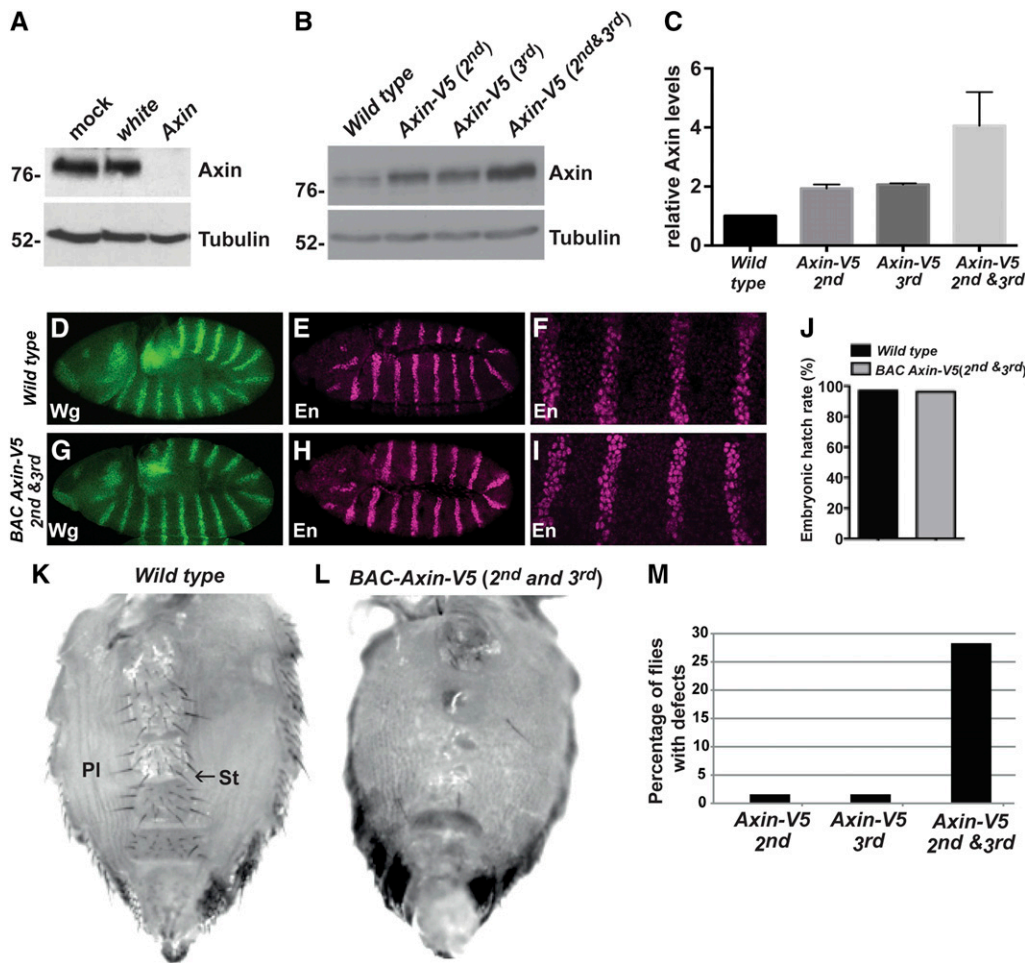 A
mock
white
Axin
76-
Axin
52-
Tubulin
B
Wild type
Axin-V5 (2nd)
Axin-V5 (3rd)
Axin-V5 (2nd&3rd)
76-
Axin
52-
Tubulin
C
relative Axin levels
6
4
2
0
Wild type
Axin-V5 2nd
Axin-V5 3rd
Axin-V5 2nd &3rd
Wild type
D
Wg
E
En
F
En
BAC Axin-V5 2nd &3rd
G
Wg
H
En
I
En
J
Wild type
BAC Axin-V5(2nd &3rd)
Embryonic hatch rate (%)
100
80
60
40
20
0
K
Wild type
Pl
St
L
BAC-Axin-V5 (2nd and 3rd)
M
Percentage of flies with defects
30
25
20
15
10
5
0
Axin-V5 2nd
Axin-V5 3rd
Axin-V5 2nd &3rd